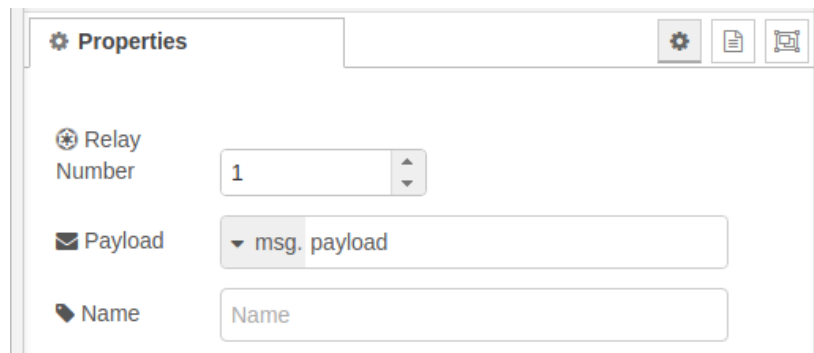 Properties
Relay
Number
1
Payload
msg. payload
Name
Name